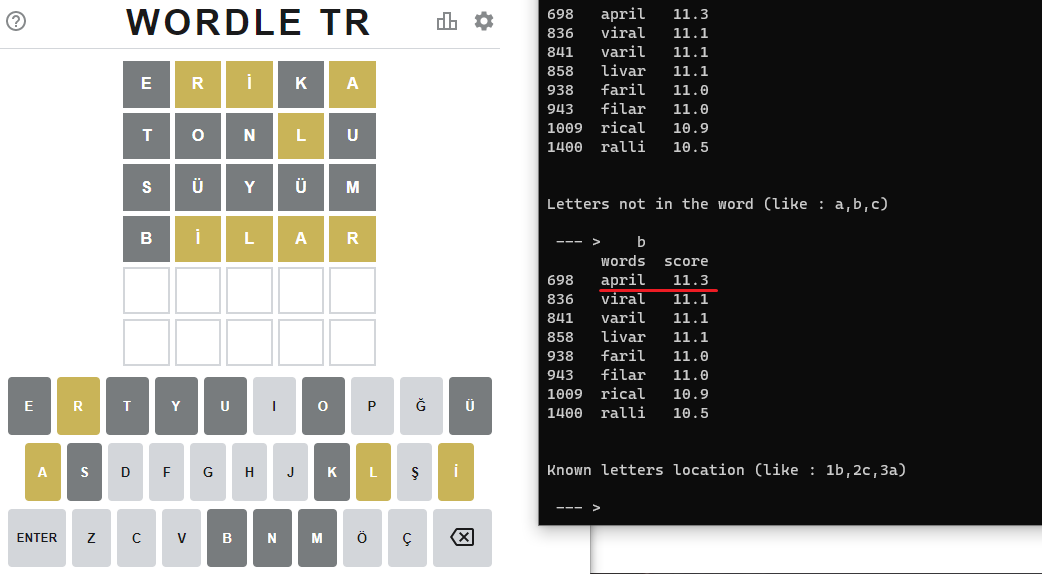 WORDLE TR
E R İ K A
T O N L U
S Ü Y Ü M
B İ L A R
E R T Y U I O P Ğ Ü
A S D F G H J K L Ş İ
ENTER Z C V B N M Ö Ç
698 april 11.3
836 viral 11.1
841 varil 11.1
858 livar 11.1
938 faril 11.0
943 filar 11.0
1009 rical 10.9
1400 ralli 10.5
Letters not in the word (like : a,b,c)
--- > b
words score
698 april 11.3
836 viral 11.1
841 varil 11.1
858 livar 11.1
938 faril 11.0
943 filar 11.0
1009 rical 10.9
1400 ralli 10.5
Known letters location (like : 1b,2c,3a)
--- >